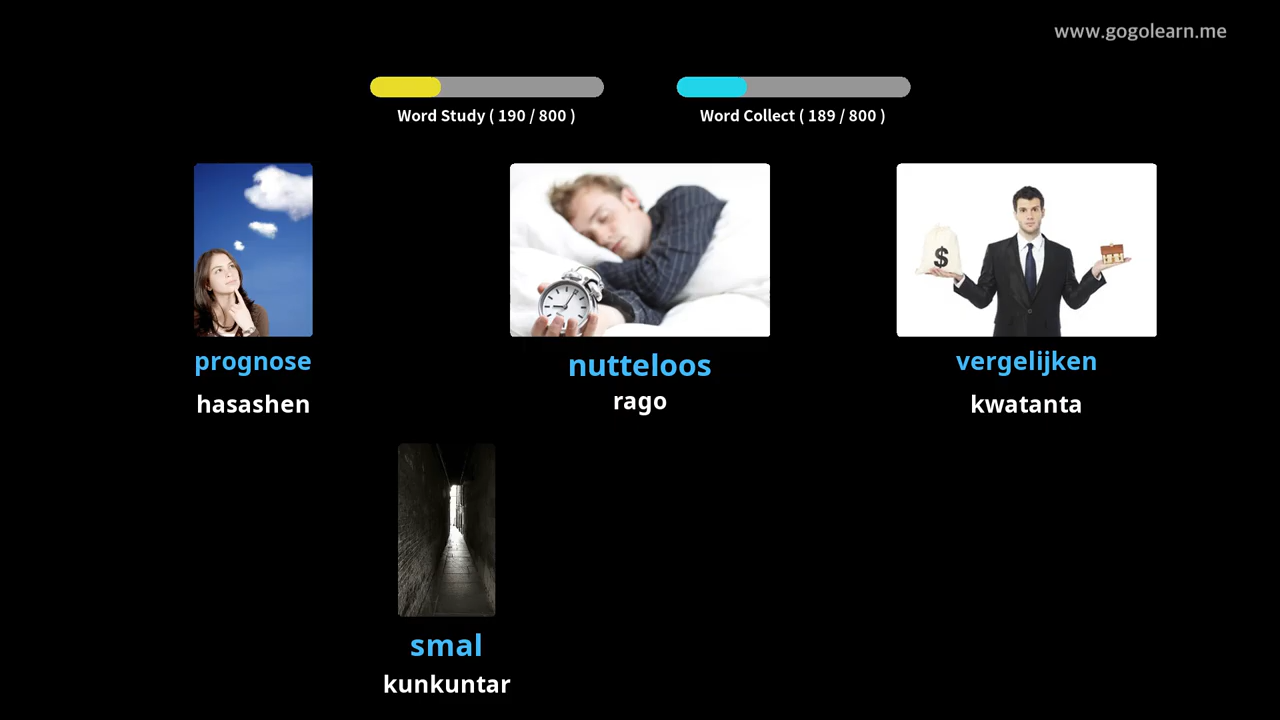 www.gogolearn.me
Word Study ( 190 / 800 )
Word Collect ( 189 / 800 )
prognose
hasashen
nutteloos
rago
vergelijken
kwatanta
$
smal
kunkuntar